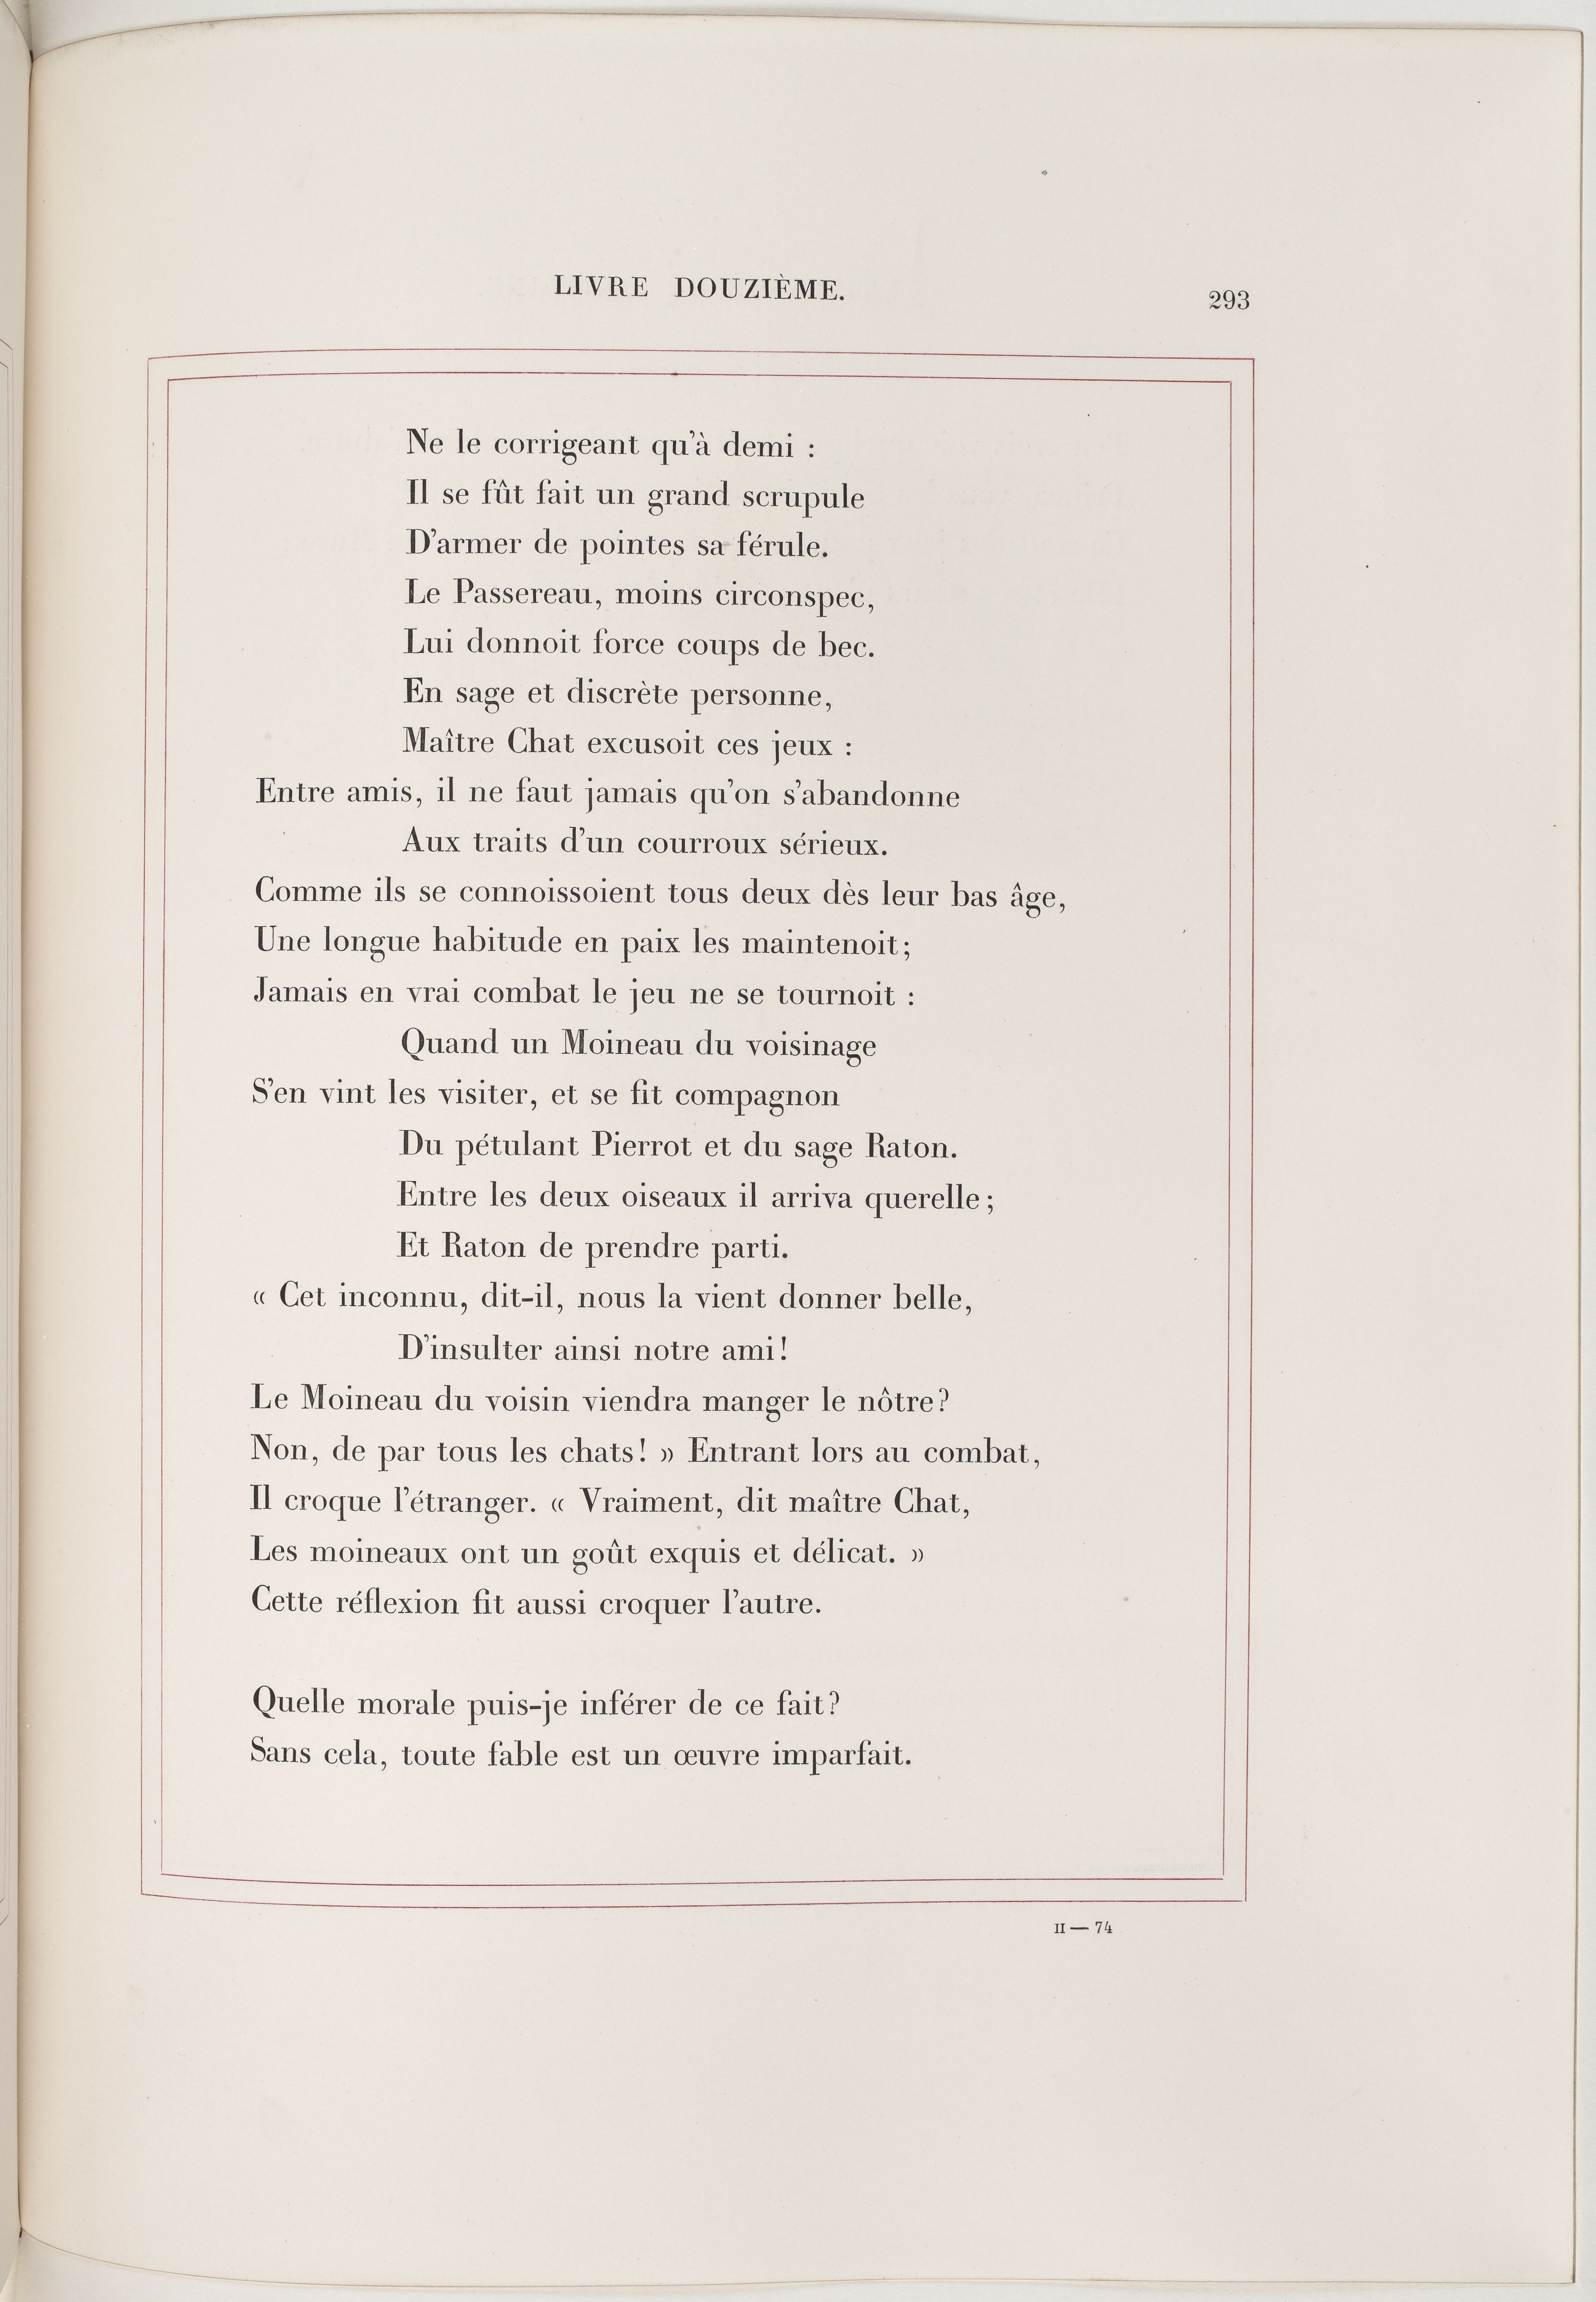 LIVRE DOUZIÈME.
293
Ne le corrigeant qu'à demi :
Il se fût fait un grand scrupule
D'armer de pointes sa férule.
Le Passereau, moins circonspec,
Lui donnoit force coups de bec.
En sage et discrète personne,
Maître Chat excusoit ces jeux :
Entre amis, il ne faut jamais qu'on s'abandonne
Aux traits d'un courroux sérieux.
Comme ils se connoissoient tous deux dès leur bas âge,
Une longue habitude en paix les maintenoit ;
Jamais en vrai combat le jeu ne se tournoit :
Quand un Moineau du voisinage
S'en vint les visiter, et se fit compagnon
Du pétulant Pierrot et du sage Raton.
Entre les deux oiseaux il arriva querelle ;
Et Raton de prendre parti.
« Cet inconnu, dit-il, nous la vient donner belle,
D'insulter ainsi notre ami !
Le Moineau du voisin viendra manger le nôtre ?
Non, de par tous les chats ! » Entrant lors au combat,
Il croque l'étranger. « Vraiment, dit maître Chat,
Les moineaux ont un goût exquis et délicat. »
Cette réflexion fit aussi croquer l'autre.
Quelle morale puis-je inférer de ce fait ?
Sans cela, toute fable est un œuvre imparfait.
II — 74